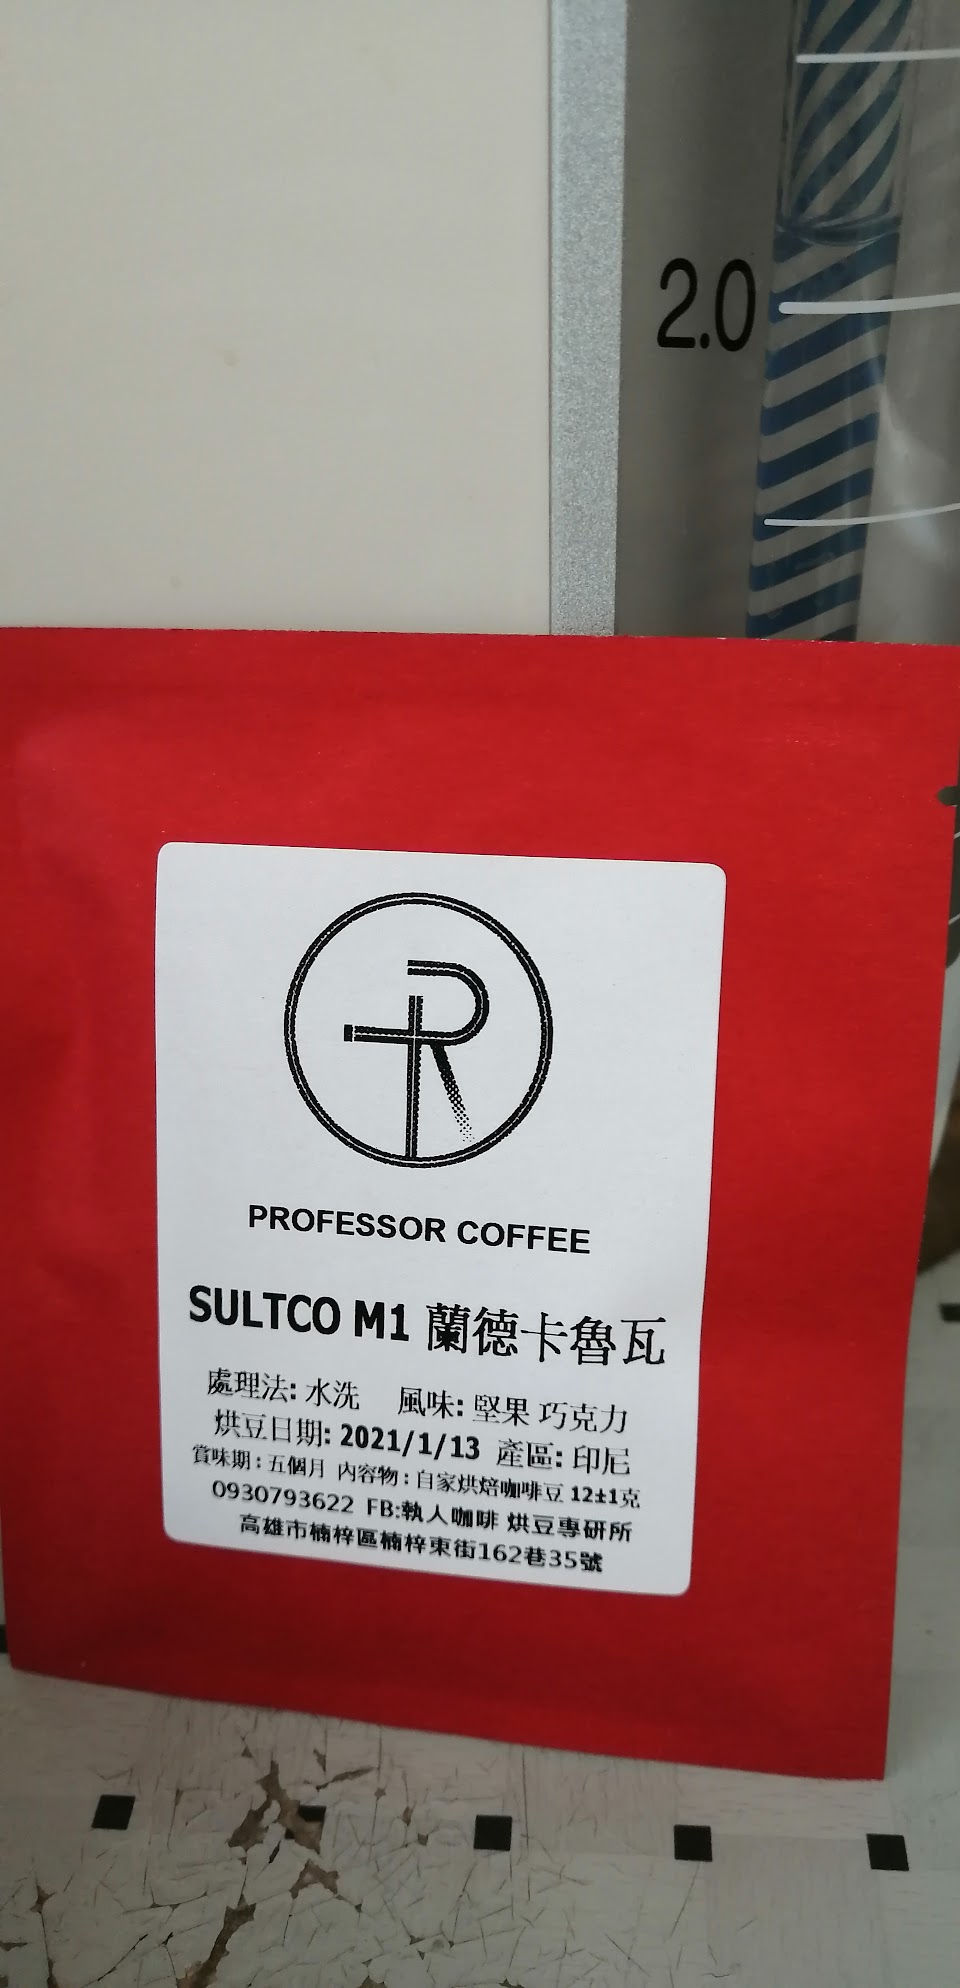 2.0
R
PROFESSOR COFFEE
SULTCO M1 蘭德卡魯瓦
處理法: 水洗 風味: 堅果 巧克力
烘豆日期: 2021/1/13 產區: 印尼
賞味期 : 五個月 內容物 : 自家烘焙咖啡豆 12±1克
0930793622 FB:執人咖啡 烘豆專研所
高雄市楠梓區楠梓東街162巷35號